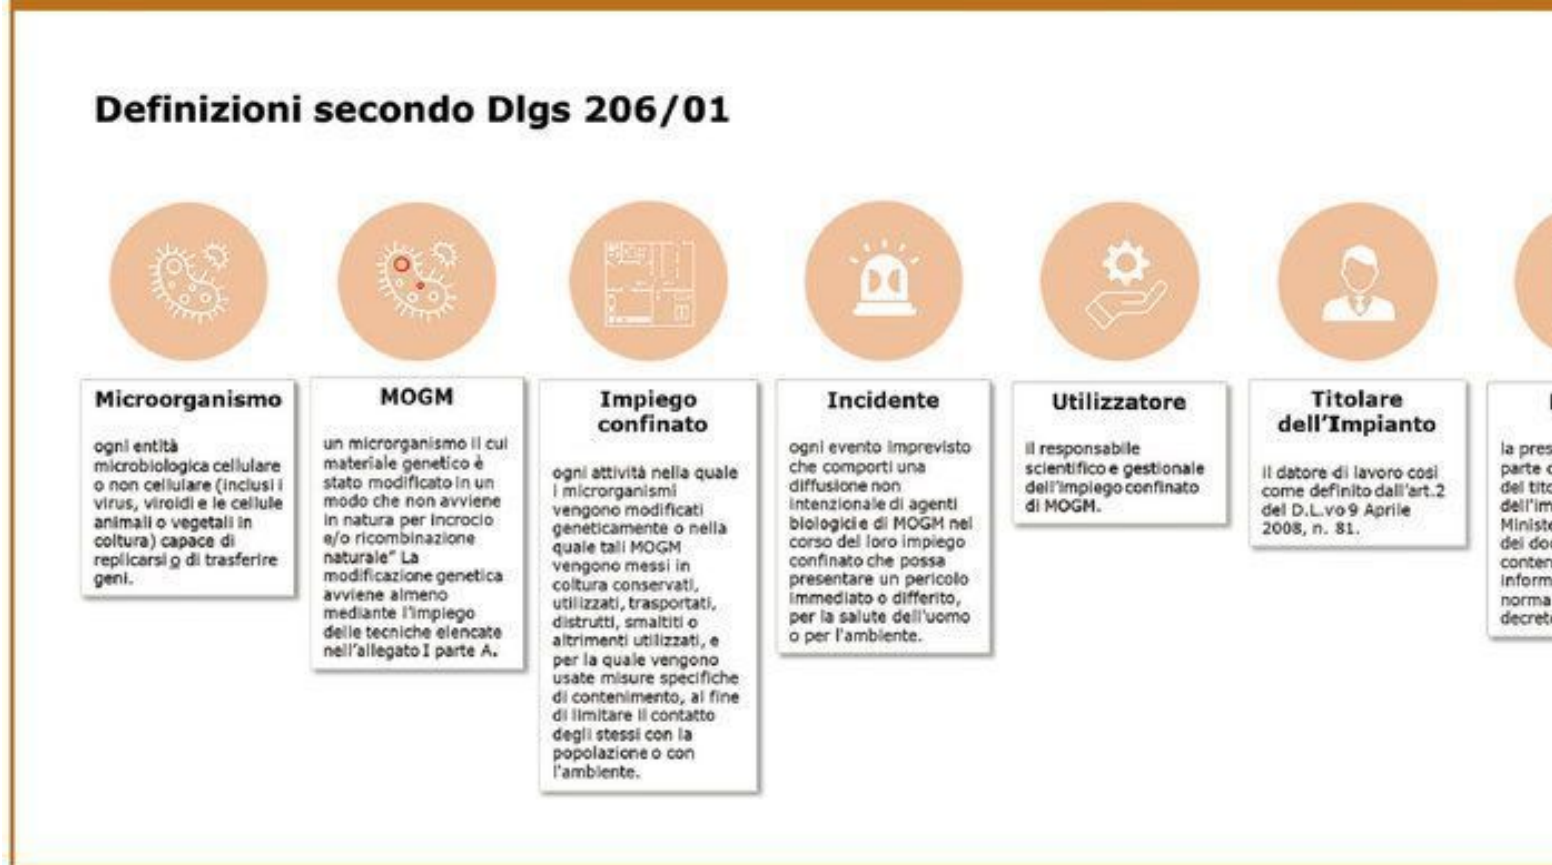 Definizioni secondo Dlgs 206/01
Microorganismo
ogni entità
microbiologica cellulare
o non cellulare (inclusi i
virus, viroidi e le cellule
animali o vegetali in
coltura) capace di
replicarsi o di trasferire
geni.
MOGM
un microrganismo il cui
materiale genetico è
stato modificato in un
modo che non avviene
in natura per incrocio
e/o ricombinazione
naturale" La
modificazione genetica
avviene almeno
mediante l'impiego
delle tecniche elencate
nell'allegato I parte A.
Impiego
confinato
ogni attività nella quale
i microrganismi
vengono modificati
geneticamente o nella
quale tali MOGM
vengono messi in
coltura conservati,
utilizzati, trasportati,
distrutti, smaltiti o
altrimenti utilizzati, e
per la quale vengono
usate misure specifiche
di contenimento, al fine
di limitare il contatto
degli stessi con la
popolazione o con
l'ambiente.
Incidente
ogni evento imprevisto
che comporti una
diffusione non
intenzionale di agenti
biologici e di MOGM nel
corso del loro impiego
confinato che possa
presentare un pericolo
immediato o differito,
per la salute dell'uomo
o per l'ambiente.
Utilizzatore
il responsabile
scientifico e gestionale
dell'impiego confinato
di MOGM.
Titolare
dell'Impianto
il datore di lavoro così
come definito dall'art.2
del D.L.vo 9 Aprile
2008, n. 81.
la
parte
del
dei